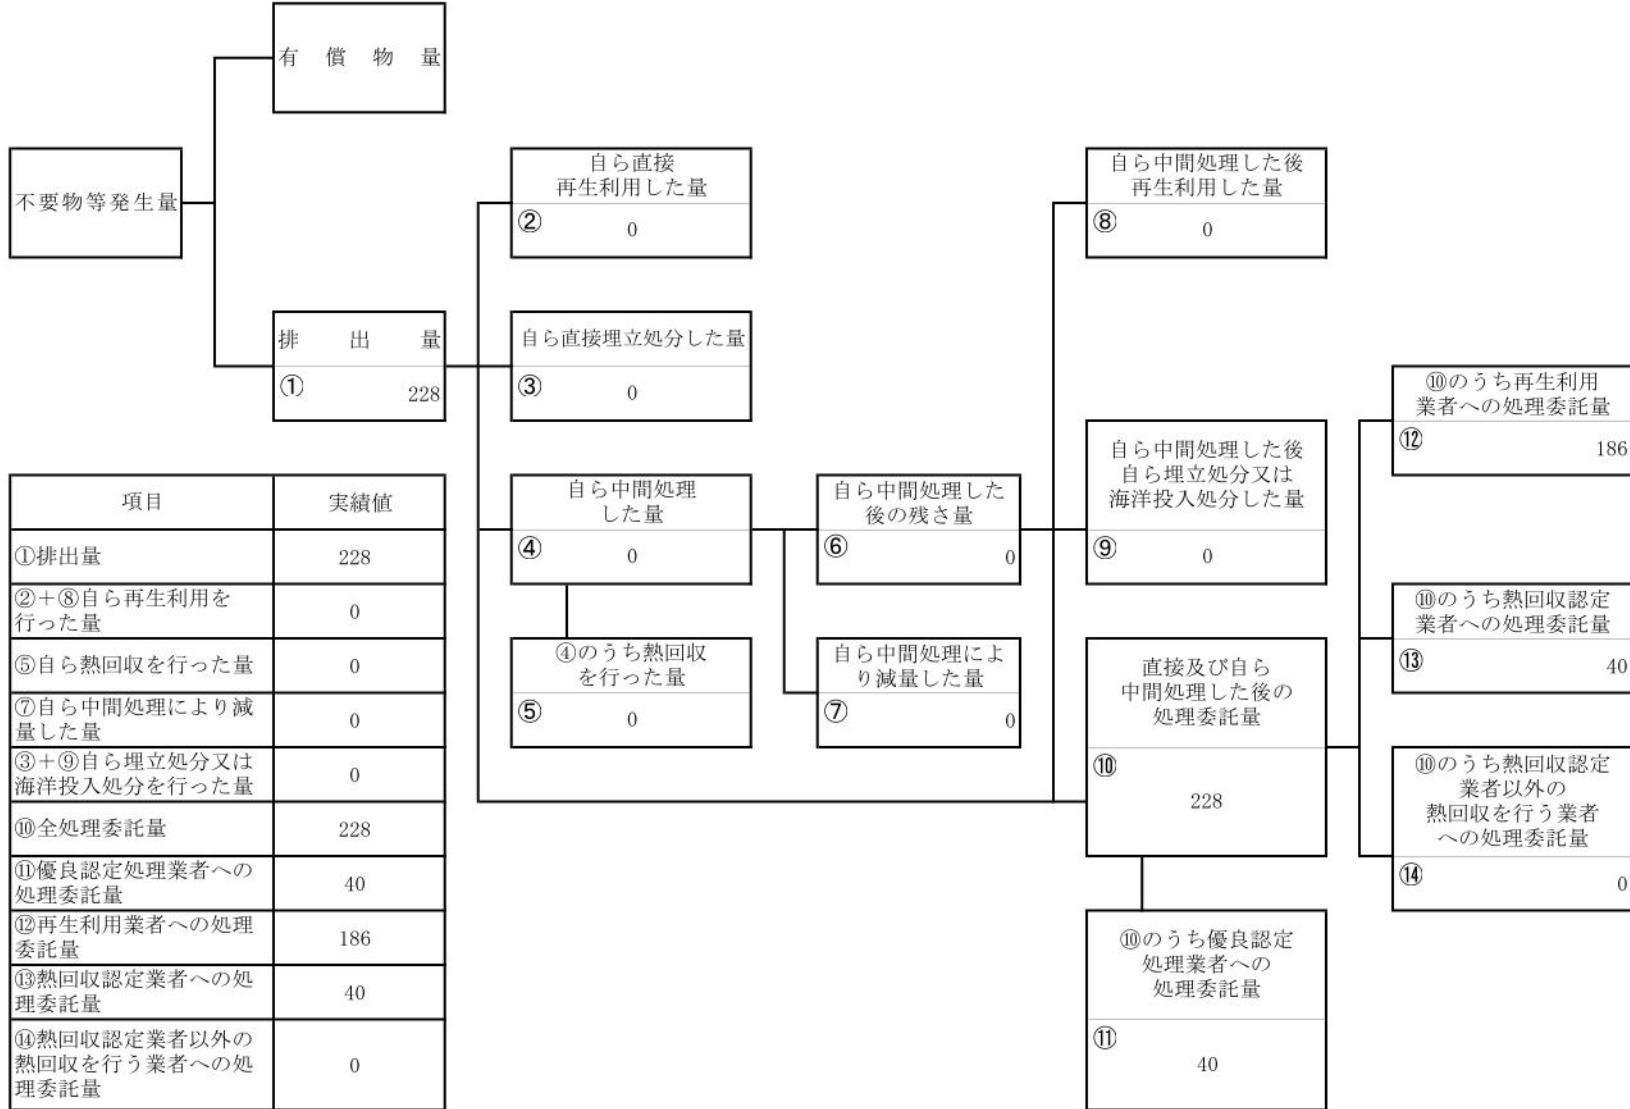 有償物量
不要物等発生量
排出量
①
228
自ら直接
再生利用した量
②
0
自ら直接埋立処分した量
③
0
自ら中間処理
した量
④
0
④のうち熱回収
を行った量
⑤
0
自ら中間処理した
後の残さ量
⑥
0
自ら中間処理によ
り減量した量
⑦
0
自ら中間処理した後
再生利用した量
⑧
0
自ら中間処理した後
自ら埋立処分又は
海洋投入処分した量
⑨
0
直接及び自ら
中間処理した後の
処理委託量
⑩
228
⑩のうち優良認定
処理業者への
処理委託量
⑪
40
⑩のうち再生利用
業者への処理委託量
⑫
186
⑩のうち熱回収認定
業者への処理委託量
⑬
40
⑩のうち熱回収認定
業者以外の
熱回収を行う業者
への処理委託量
⑭
0
項目 実績値
①排出量 228
②＋⑧自ら再生利用を
行った量
0
⑤自ら熱回収を行った量 0
⑦自ら中間処理により減
量した量
0
③＋⑨自ら埋立処分又は
海洋投入処分を行った量
0
⑩全処理委託量 228
⑪優良認定処理業者への
処理委託量
40
⑫再生利用業者への処理
委託量
186
⑬熱回収認定業者への処
理委託量
40
⑭熱回収認定業者以外の
熱回収を行う業者への処
理委託量
0